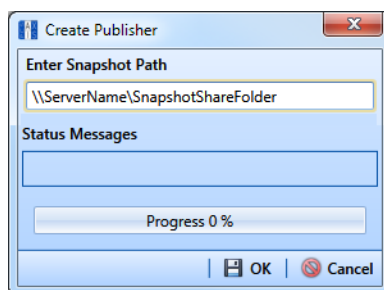 Create Publisher
Enter Snapshot Path
\\ServerName\SnapshotShareFolder
Status Messages
Progress 0 %
OK Cancel